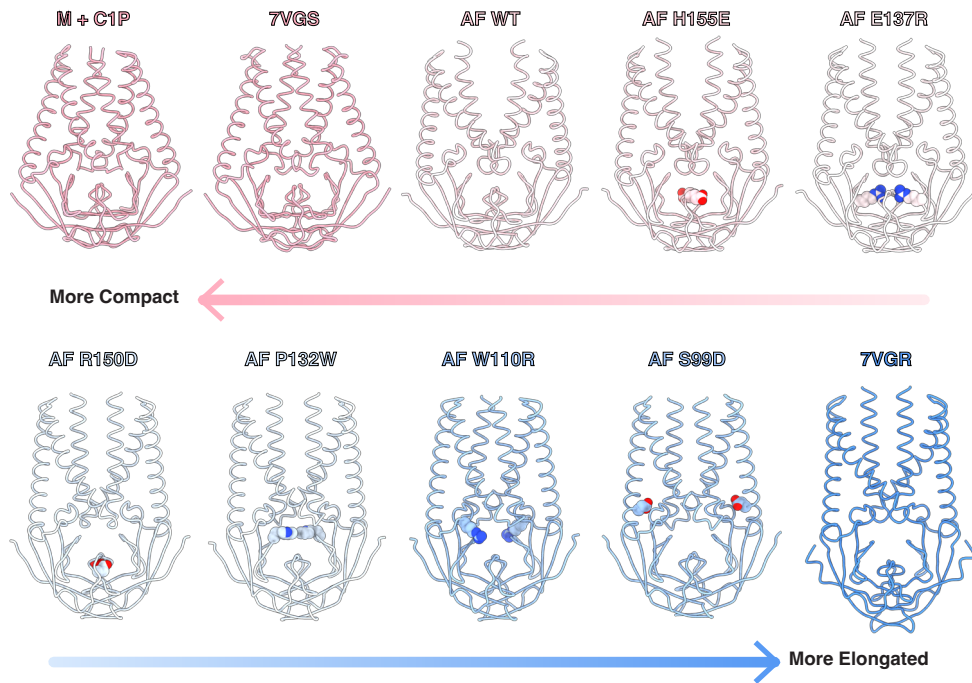 M + C1P
7VGS
AF WT
AF H155E
AF E137R
More Compact
AF R150D
AF P132W
AF W110R
AF S99D
7VGR
More Elongated